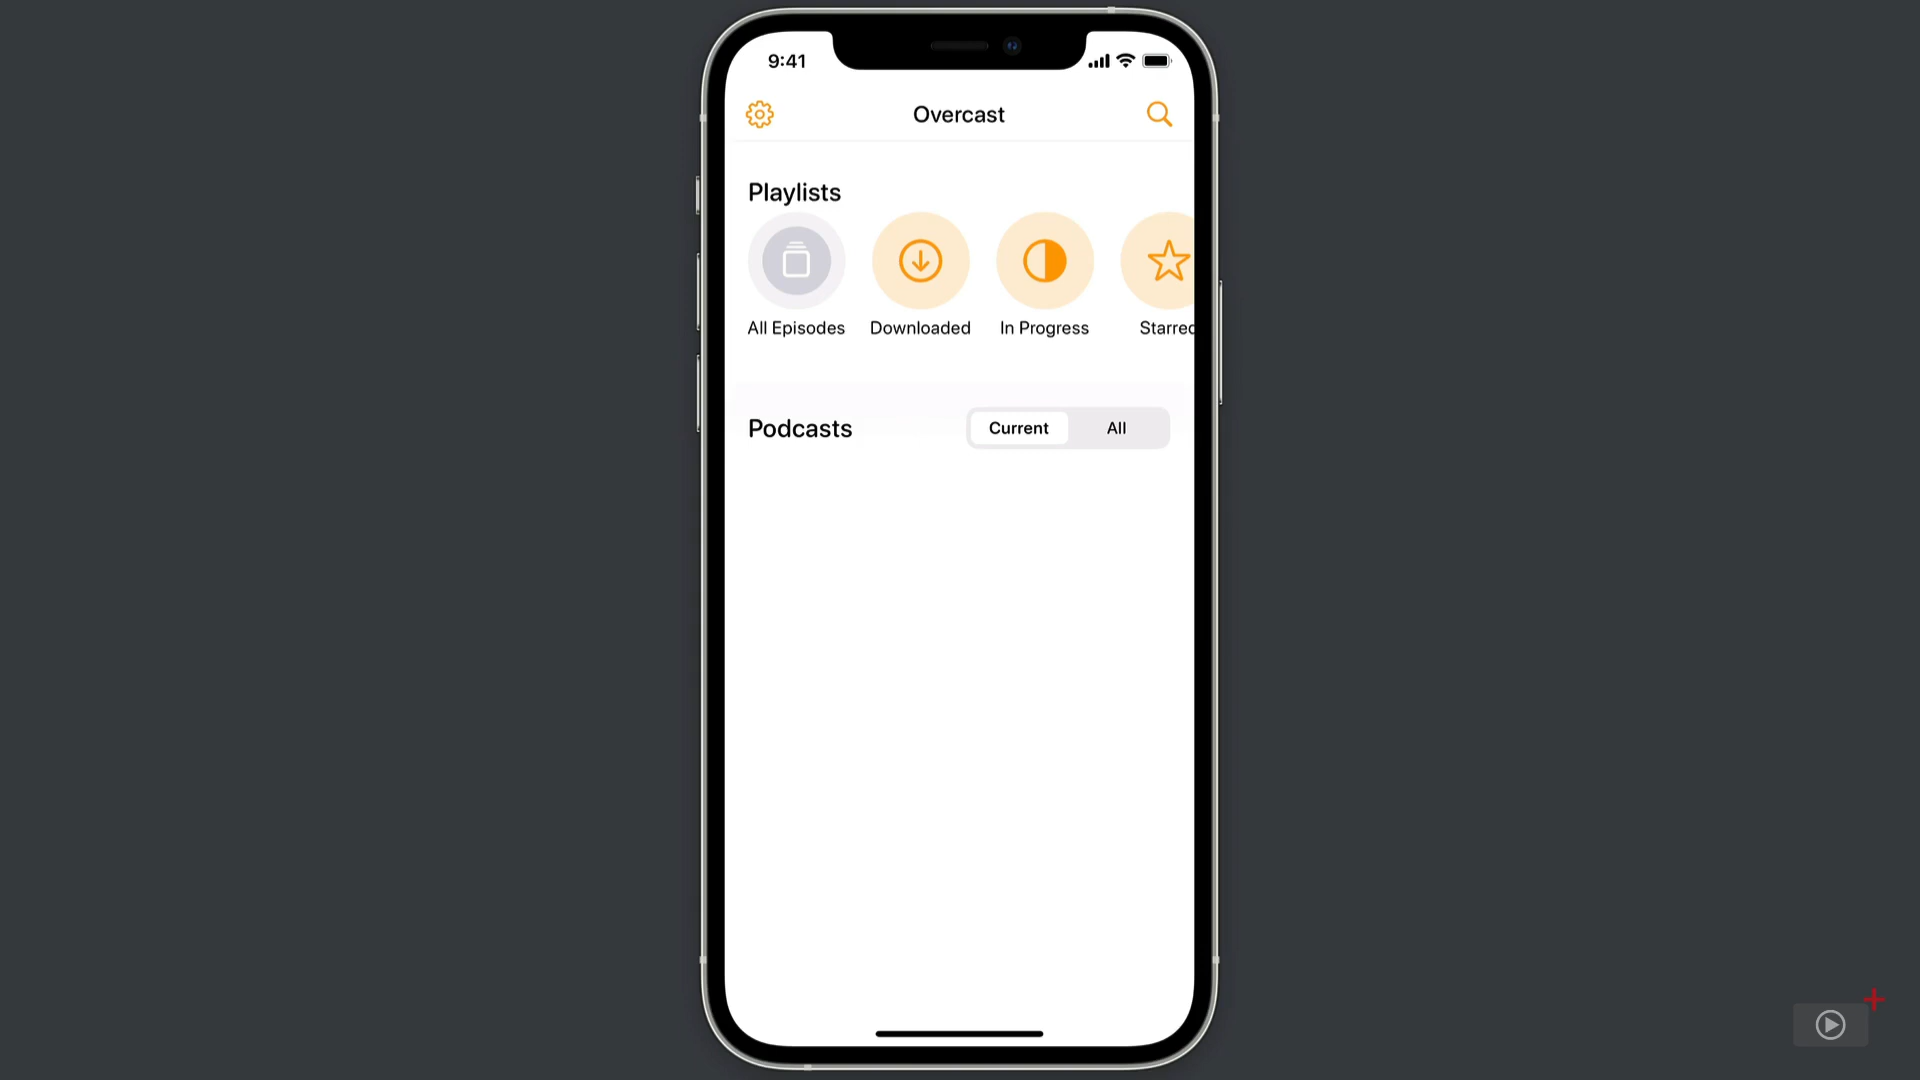 9:41
Overcast
Playlists
All Episodes Downloaded In Progress Starred
Podcasts Current All